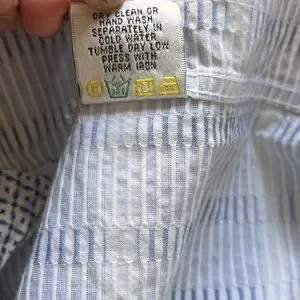 DRY CLEAN OR
HAND WASH
SEPARATELY IN
COLD WATER
TUMBLE DRY LOW
PRESS WITH
WARM IRON